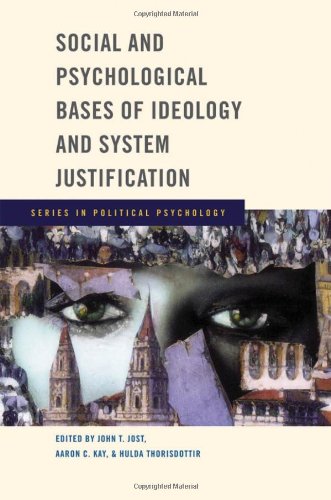 SOCIAL AND
PSYCHOLOGICAL
BASES OF IDEOLOGY
AND SYSTEM
JUSTIFICATION
SERIES IN POLITICAL PSYCHOLOGY
EDITED BY JOHN T. JOST,
AARON C. KAY, & HULDA THORISDOTTIR